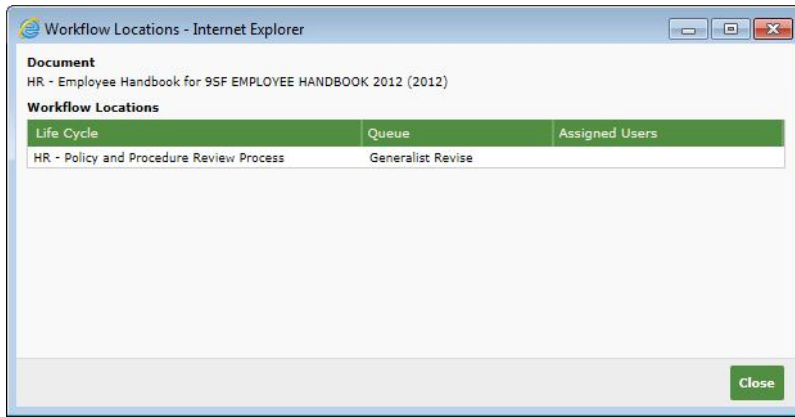 Workflow Locations - Internet Explorer
Document
HR - Employee Handbook for 9SF EMPLOYEE HANDBOOK 2012 (2012)
Workflow Locations
Life Cycle Queue Assigned Users
HR - Policy and Procedure Review Process Generalist Revise
Close